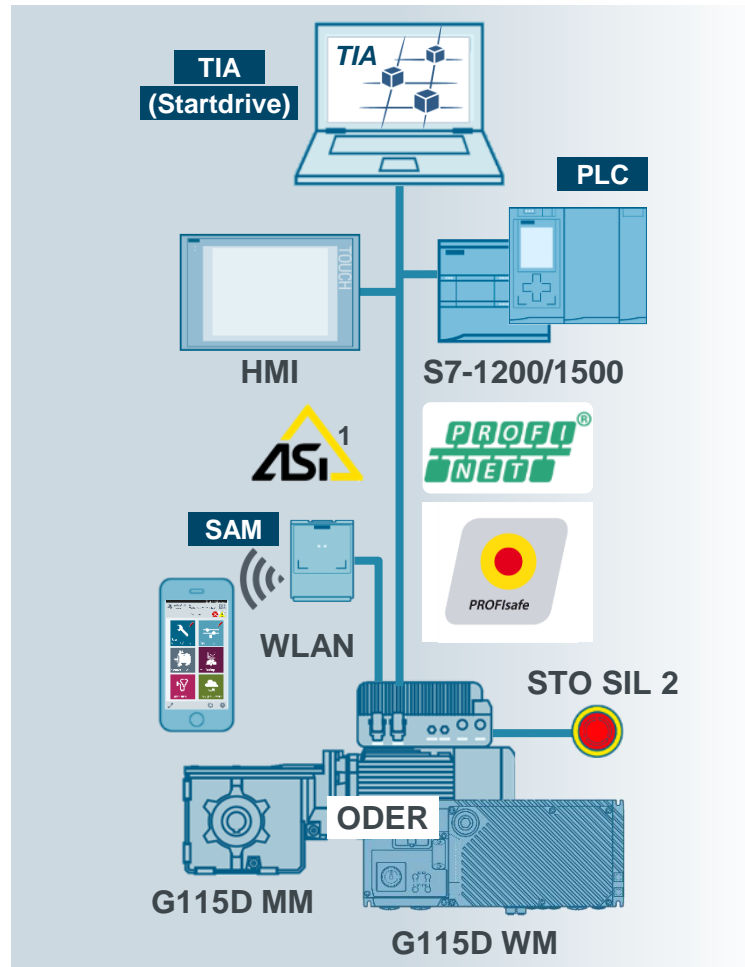 TIA
(Startdrive)
TIA
PLC
TOUCH
HMI
S7-1200/1500
ASi
1
PROFI
NET
®
SAM
PROFIsafe
WLAN
STO SIL 2
ODER
G115D MM
G115D WM